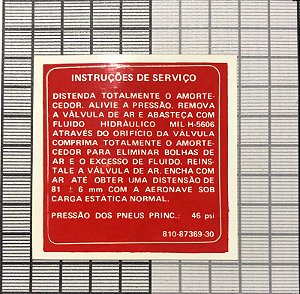 INSTRUÇÕES DE SERVIÇO
DISTENDA TOTALMENTE O AMORTE-
CEDOR. ALIVIE A PRESSÃO. REMOVA
A VÁLVULA DE AR E ABASTEÇA COM
FLUIDO HIDRÁULICO MIL H-5606
ATRAVÉS DO ORIFÍCIO DA VÁLVULA
COMPRIMA TOTALMENTE O AMORTE-
CEDOR PARA ELIMINAR BOLHAS DE
AR E O EXCESSO DE FLUIDO. REINS-
TALE A VÁLVULA DE AR. ENCHA COM
AR ATÉ OBTER UMA DISTENSÃO DE
81 ± 6 mm COM A AERONAVE SOB
CARGA ESTÁTICA NORMAL.
PRESSÃO DOS PNEUS PRINC.: 46 psi
810-87369-30